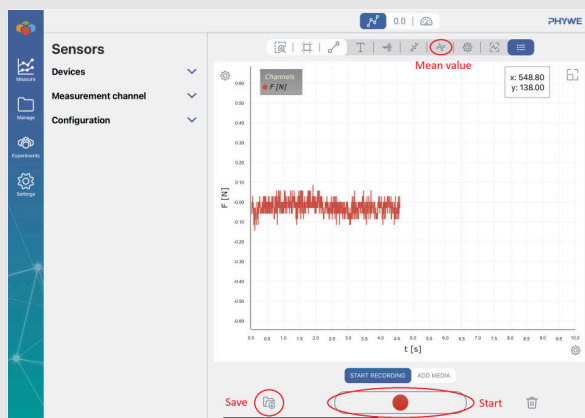 0.0
PHYWE
Sensors
Devices
Measurement channel
Configuration
Measure
Manage
Experiments
Settings
T
Mean value
Channels
F [N]
x: 548.80
y: 138.00
0.60
0.50
0.40
0.30
0.20
0.10
-0.00
-0.10
-0.20
-0.30
-0.40
-0.50
-0.60
F [N]
0.0 0.5 1.0 1.5 2.0 2.5 3.0 3.5 4.0 4.5 5.0 5.5 6.0 6.5 7.0 7.5 8.0 8.5 9.0 9.5 10.0
t [s]
START RECORDING ADD MEDIA
Save
Start